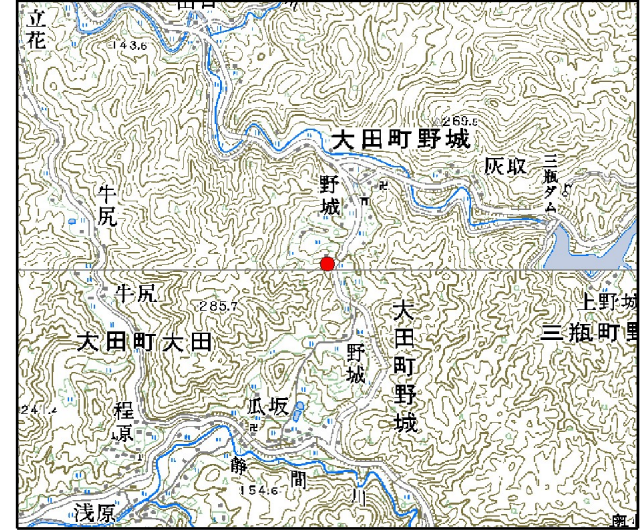 立花
143.6
269.5
大田町野城
灰取
三瓶ダム
野城
牛尻
牛尻
285.7
上野城
大田町大田
大田町野城
三瓶町野
野城
程原
瓜坂
静間川
154.6
浅原